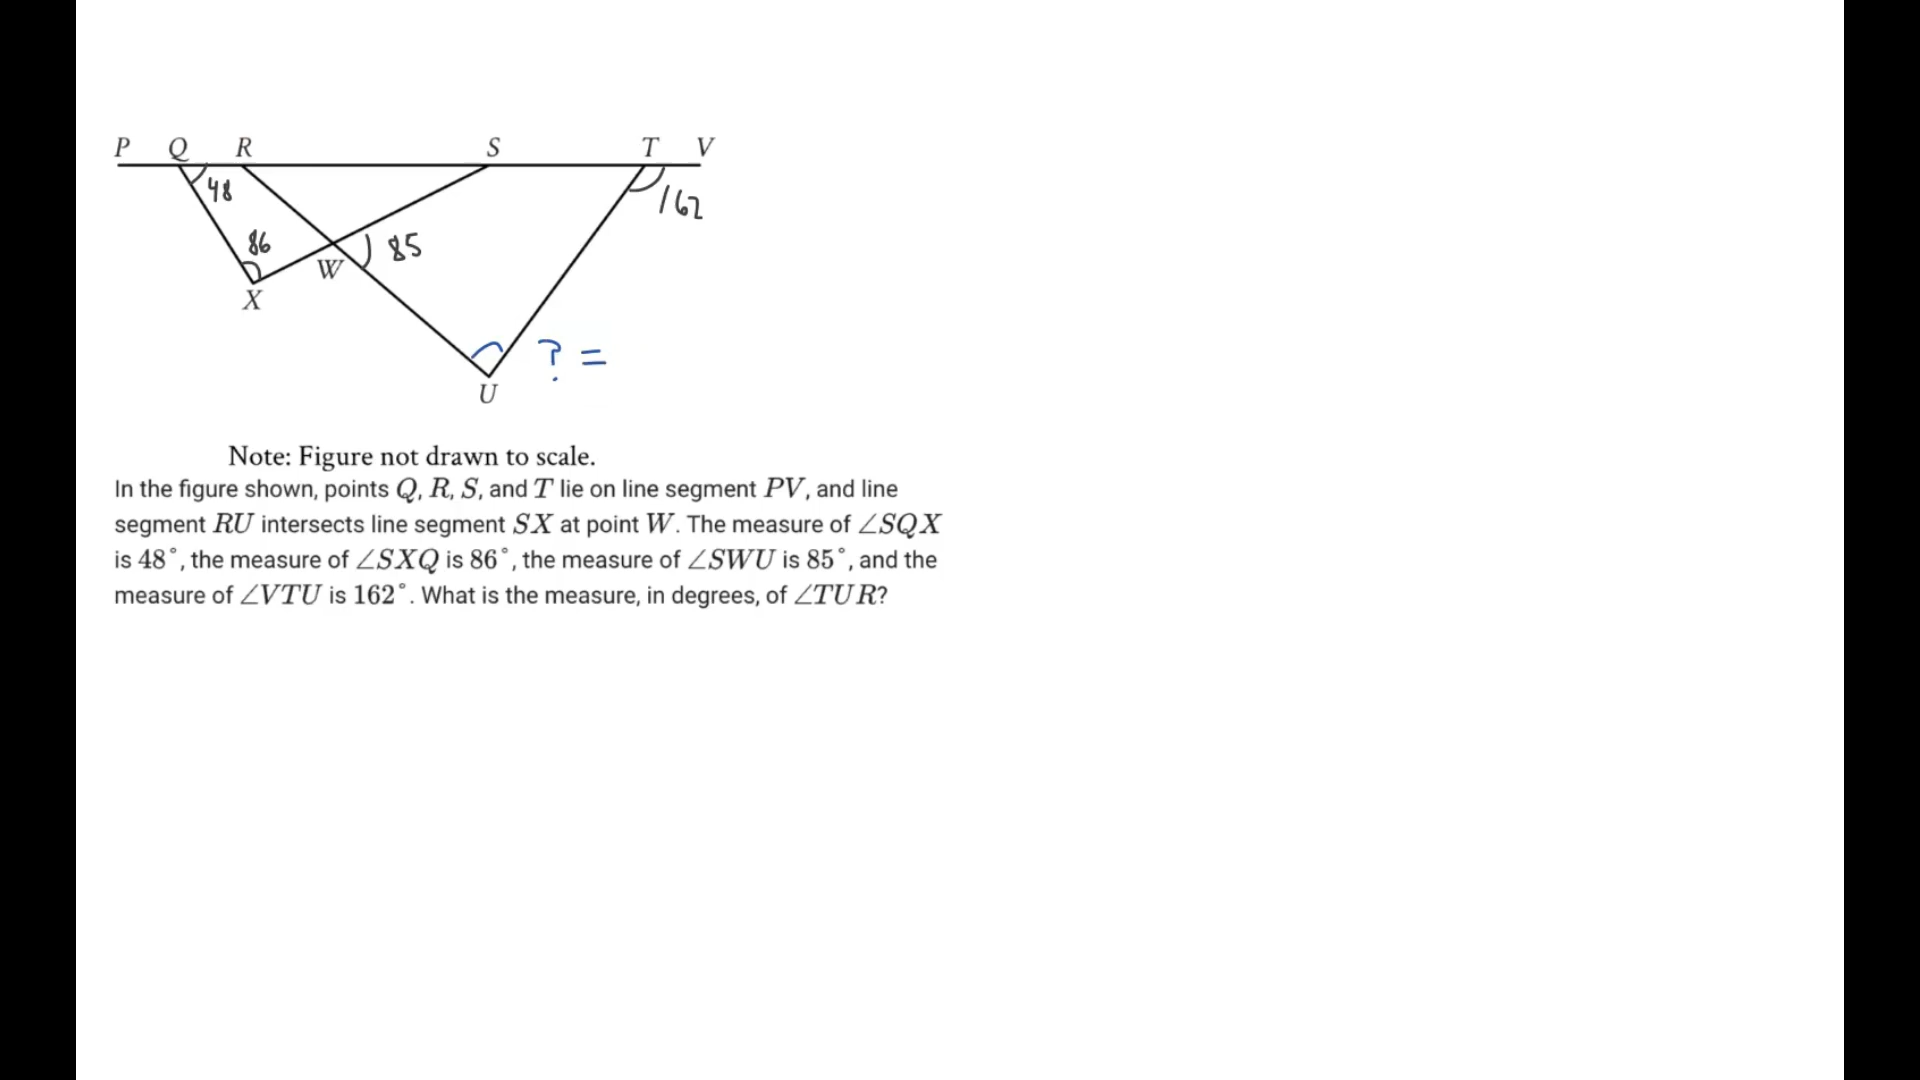 P Q R S T V
48
162
86
85
W
X
? =
U
Note: Figure not drawn to scale.
In the figure shown, points Q, R, S, and T lie on line segment PV, and line
segment RU intersects line segment SX at point W. The measure of ∠SQX
is 48°, the measure of ∠SXQ is 86°, the measure of ∠SWU is 85°, and the
measure of ∠VTU is 162°. What is the measure, in degrees, of ∠TUR?